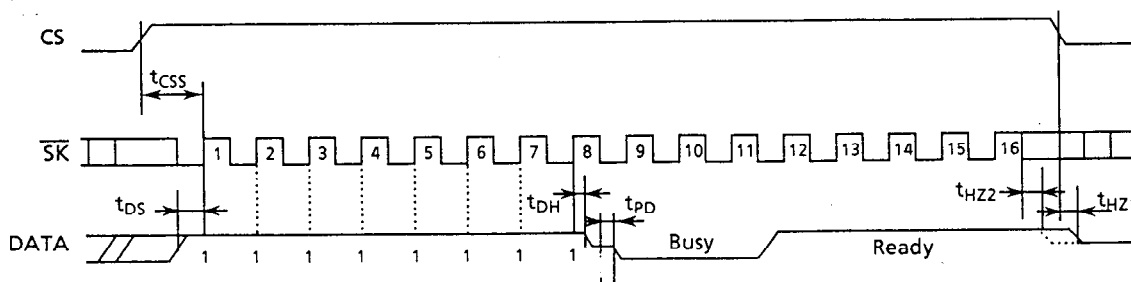 CS
tCSS
SK
1 2 3 4 5 6 7 8 9 10 11 12 13 14 15 16
tDS
tDH
tPD
tHZ2
tHZ
DATA
Busy
Ready
1 1 1 1 1 1 1 1